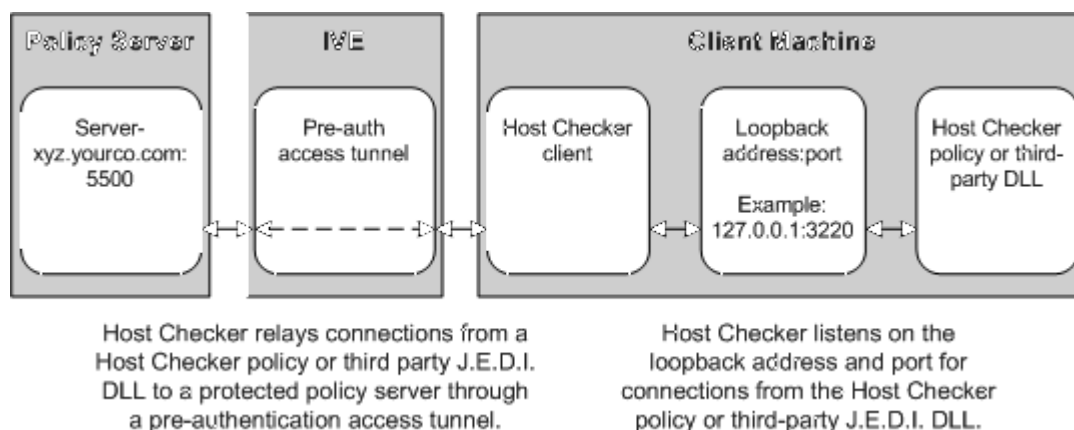 Policy Server
IVE
Client Machine
Server-
xyz.yourco.com:
5500
Pre-auth
access tunnel
Host Checker
client
Loopback
address:port
Example:
127.0.0.1:3220
Host Checker
policy or third-
party DLL
Host Checker relays connections from a
Host Checker policy or third party J.E.D.I.
DLL to a protected policy server through
a pre-authentication access tunnel.
Host Checker listens on the
loopback address and port for
connections from the Host Checker
policy or third-party J.E.D.I. DLL.